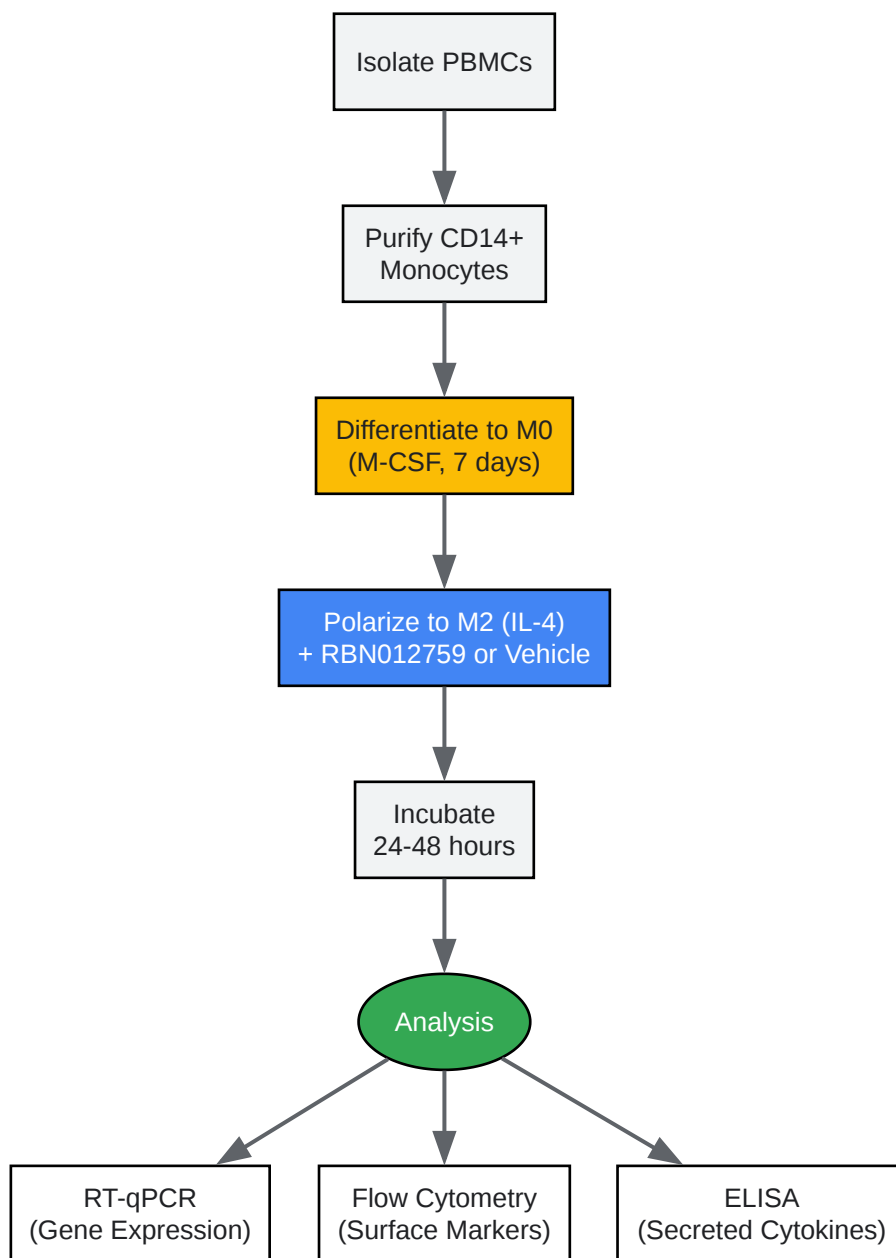 Isolate PBMCs
Purify CD14+
Monocytes
Differentiate to M0
(M-CSF, 7 days)
Polarize to M2 (IL-4)
+ RBN012759 or Vehicle
Incubate
24-48 hours
Analysis
RT-qPCR
(Gene Expression)
Flow Cytometry
(Surface Markers)
ELISA
(Secreted Cytokines)